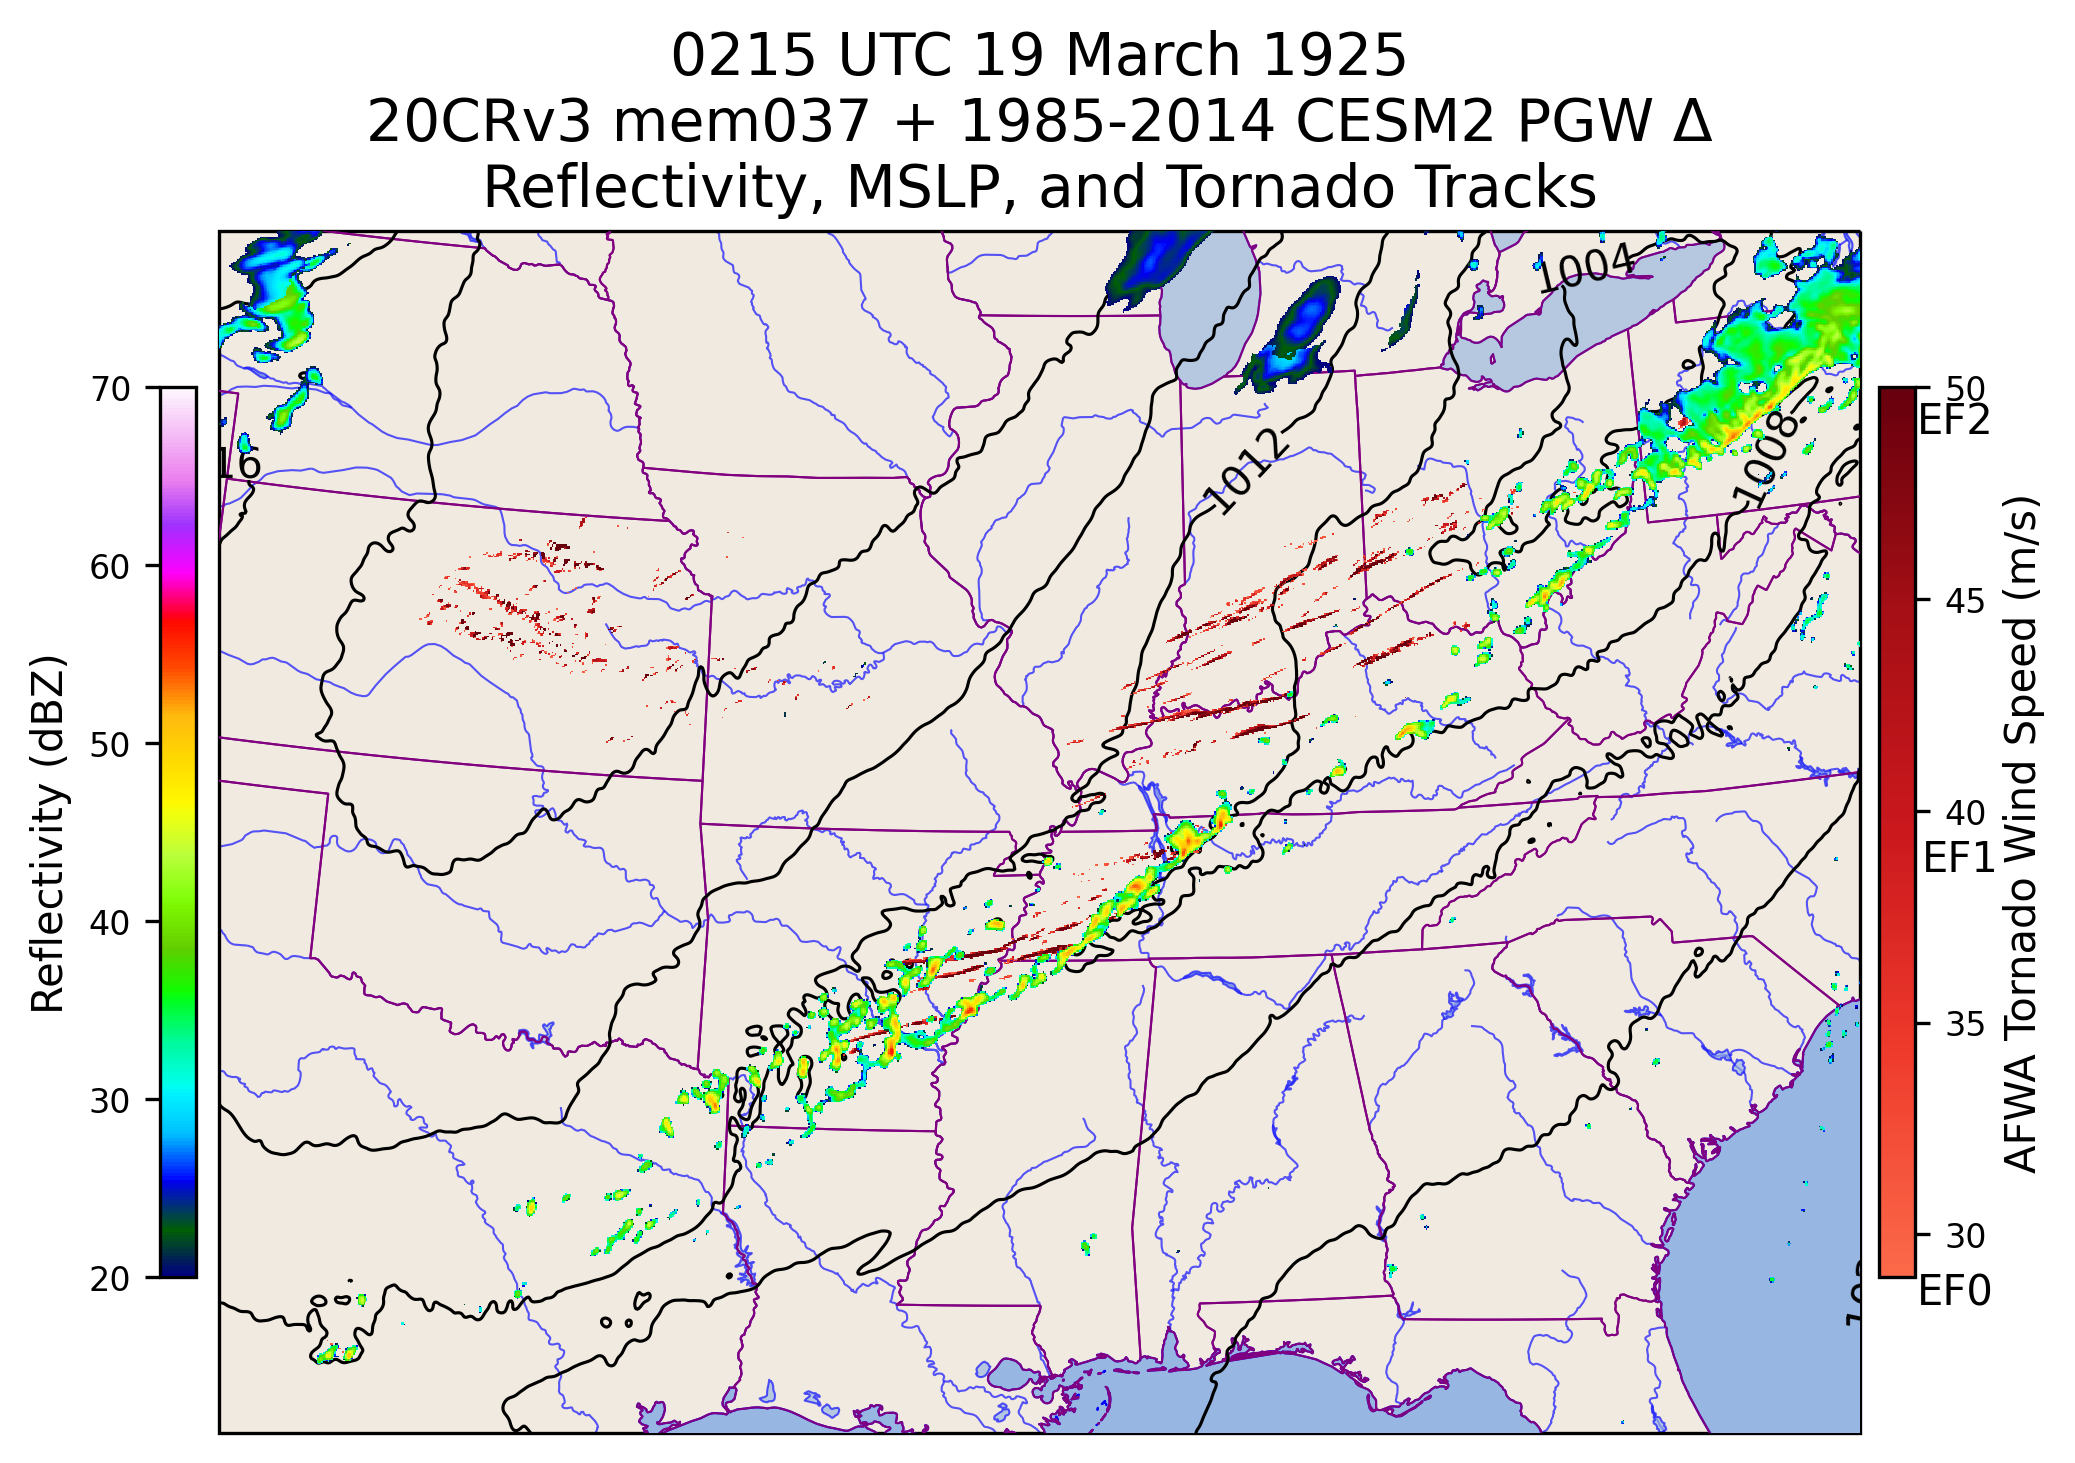 0215 UTC 19 March 1925
20CRv3 mem037 + 1985-2014 CESM2 PGW Δ
Reflectivity, MSLP, and Tornado Tracks
1004
1008
1012
16
70
60
50
40
30
20
Reflectivity (dBZ)
50
EF2
45
40
EF1
35
30
EF0
AFWA Tornado Wind Speed (m/s)